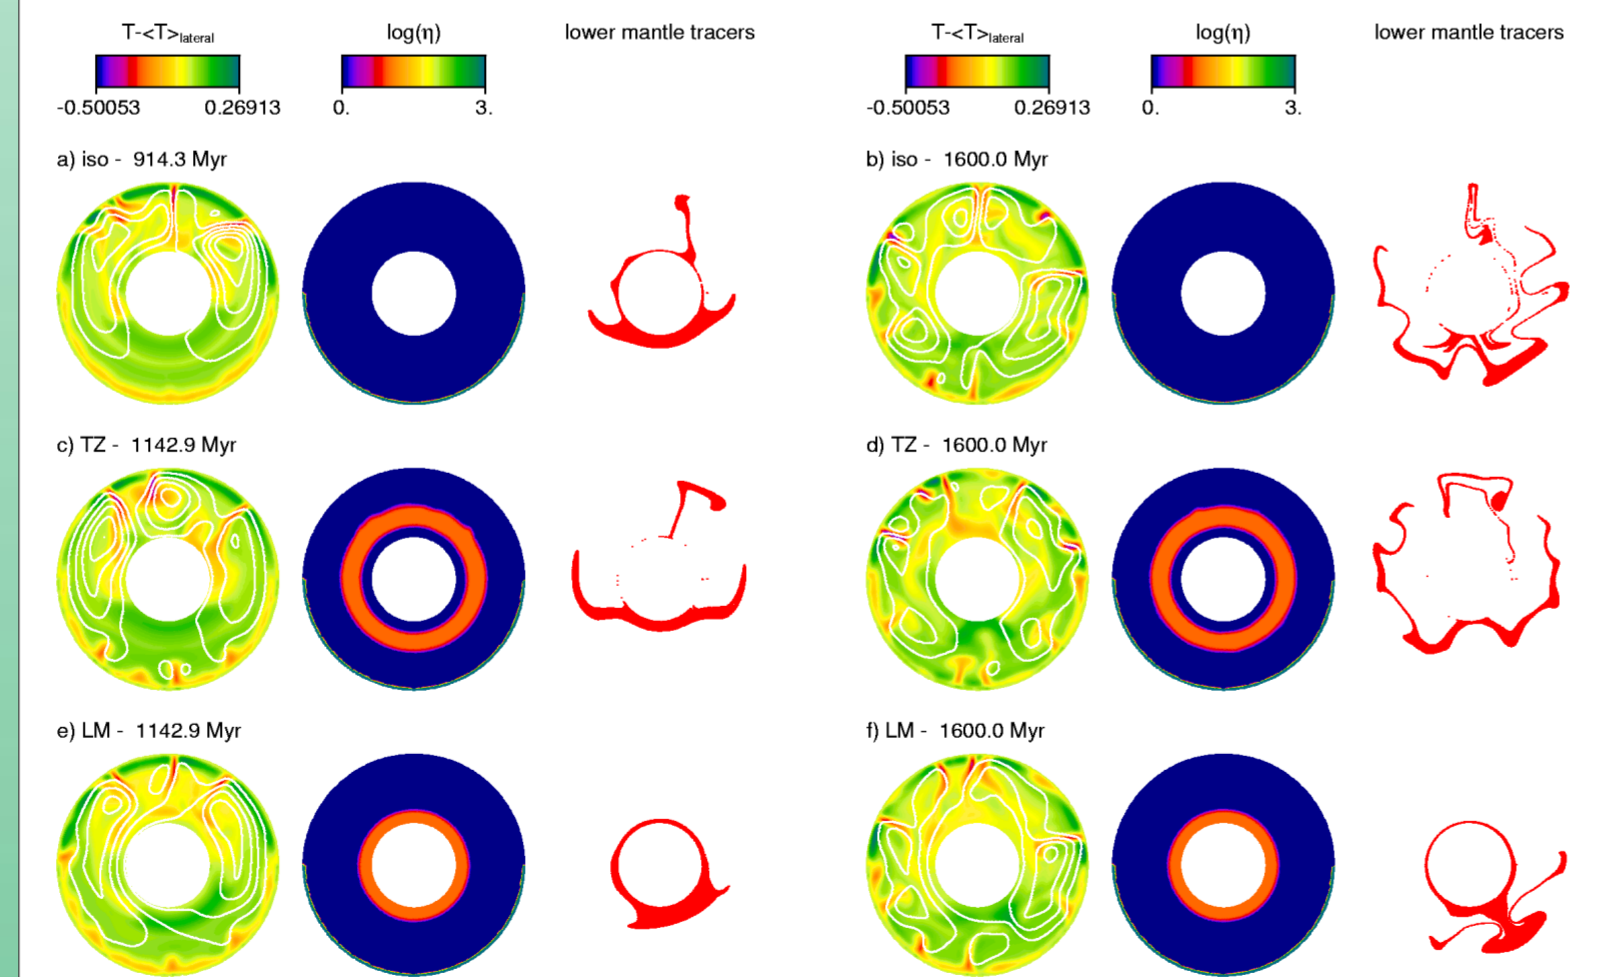 T-<T>lateral log(η) lower mantle tracers T-<T>lateral log(η) lower mantle tracers
-0.50053 0.26913 0. 3. -0.50053 0.26913 0. 3.
a) iso - 914.3 Myr b) iso - 1600.0 Myr
c) TZ - 1142.9 Myr d) TZ - 1600.0 Myr
e) LM - 1142.9 Myr f) LM - 1600.0 Myr